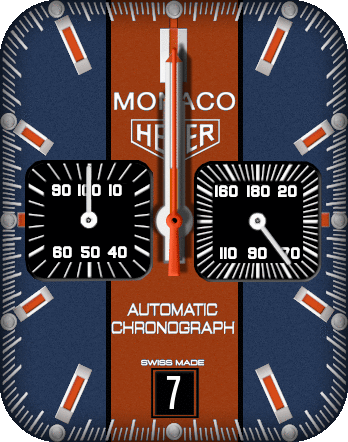 MONACO
HEUER
90 100 10
60 50 40
160 180 20
110 90 70
AUTOMATIC
CHRONOGRAPH
SWISS MADE
7